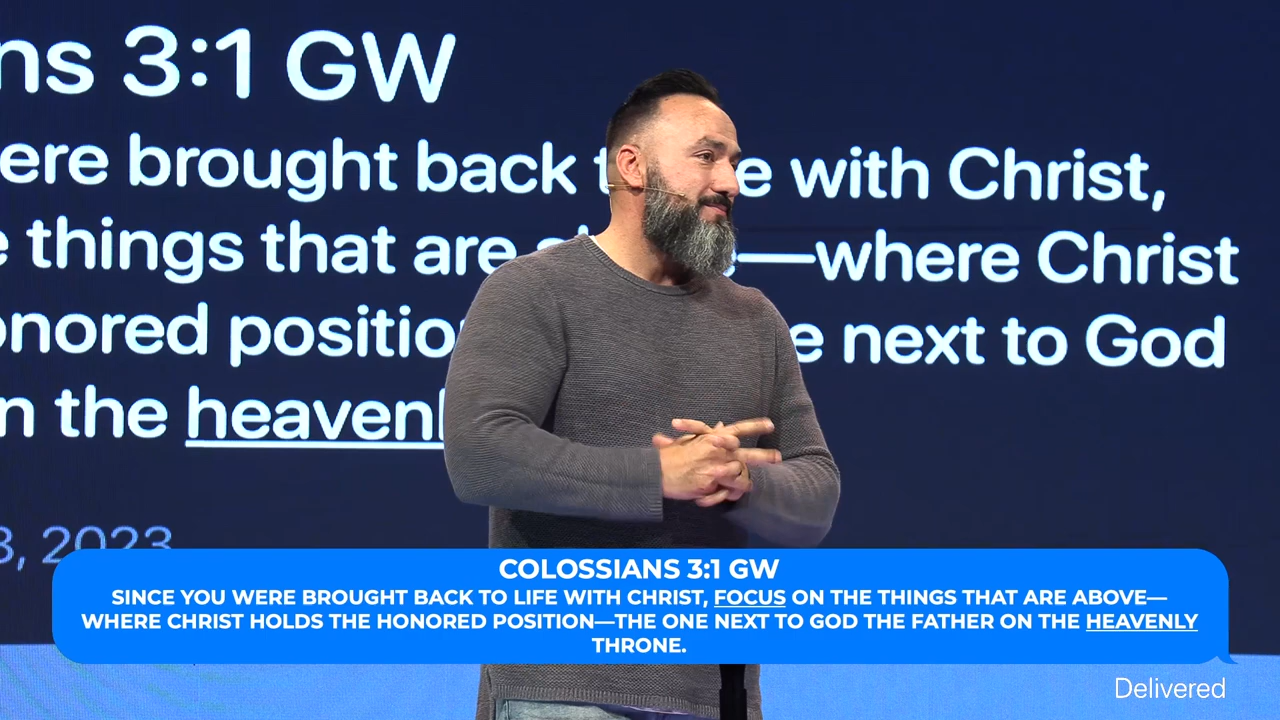 ns 3:1 GW
ere brought back t e with Christ,
e things that are e—where Christ
onored position e next to God
n the heavenl
3, 2023
COLOSSIANS 3:1 GW
SINCE YOU WERE BROUGHT BACK TO LIFE WITH CHRIST, FOCUS ON THE THINGS THAT ARE ABOVE—
WHERE CHRIST HOLDS THE HONORED POSITION—THE ONE NEXT TO GOD THE FATHER ON THE HEAVENLY
THRONE.
Delivered